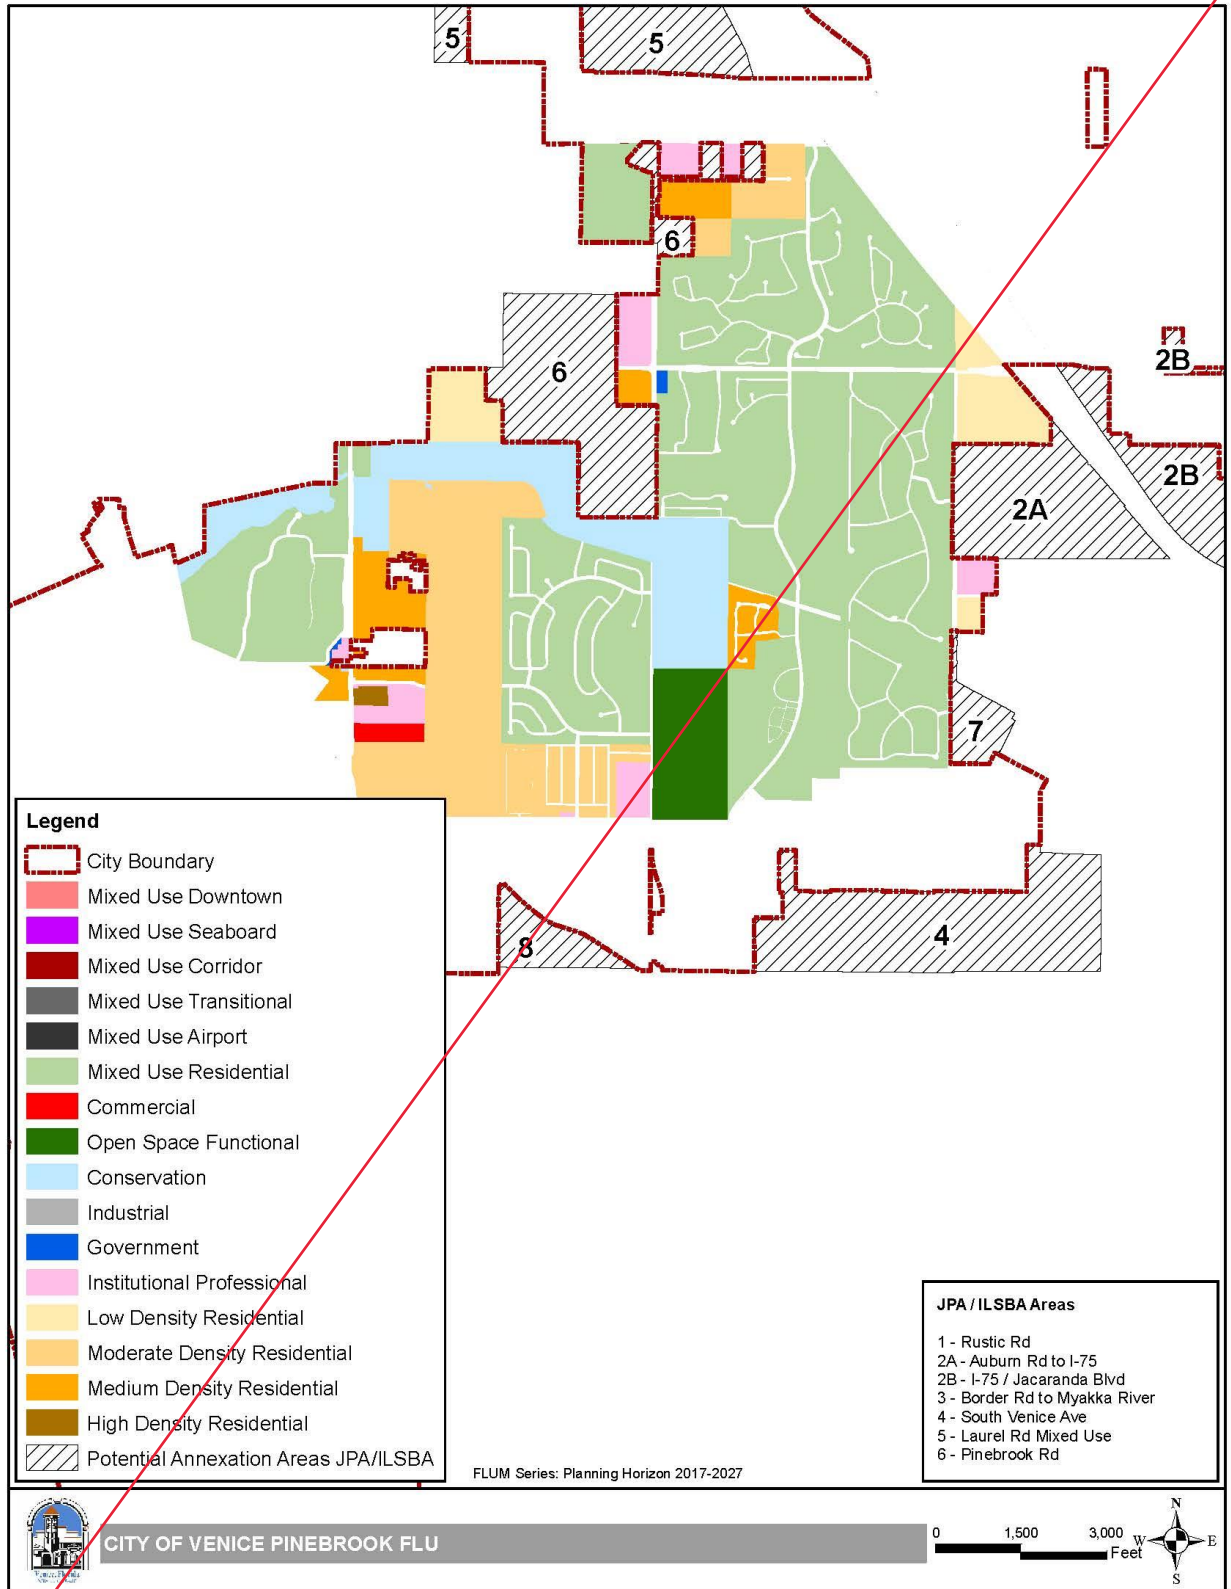 5
5
6
2B
6
2B
2A
7
4
8
Legend
City Boundary
Mixed Use Downtown
Mixed Use Seaboard
Mixed Use Corridor
Mixed Use Transitional
Mixed Use Airport
Mixed Use Residential
Commercial
Open Space Functional
Conservation
Industrial
Government
Institutional Professional
Low Density Residential
Moderate Density Residential
Medium Density Residential
High Density Residential
Potential Annexation Areas JPA/ILSBA
FLUM Series: Planning Horizon 2017-2027
JPA / ILSBA Areas
1 - Rustic Rd
2A - Auburn Rd to I-75
2B - I-75 / Jacaranda Blvd
3 - Border Rd to Myakka River
4 - South Venice Ave
5 - Laurel Rd Mixed Use
6 - Pinebrook Rd
CITY OF VENICE PINEBROOK FLU
0 1,500 3,000
Feet
N
W E
S
Venice, Florida